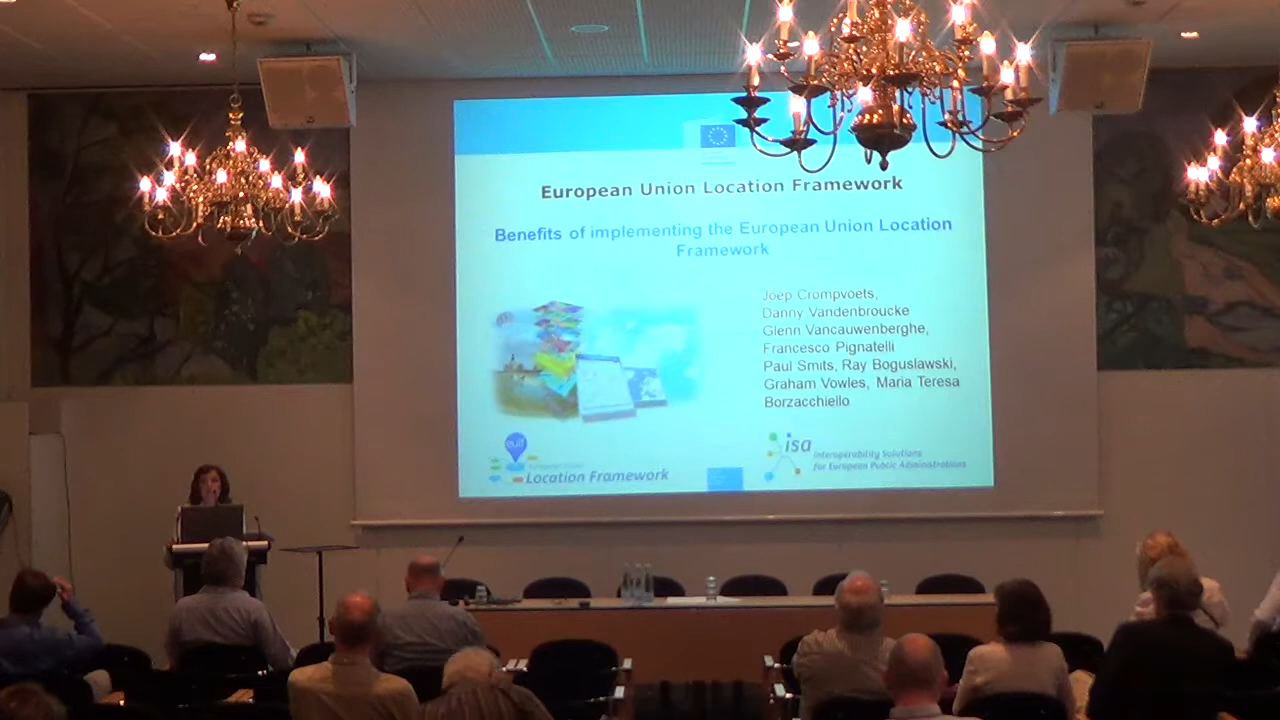 European Union Location Framework
Benefits of implementing the European Union Location
Framework
Joep Crompvoets,
Danny Vandenbroucke
Glenn Vancauwenberghe,
Francesco Pignatelli
Paul Smits, Ray Boguslawski,
Graham Vowles, Maria Teresa
Borzacchiello
eulf
Location Framework
isa
Interoperability Solutions
for European Public Administrations